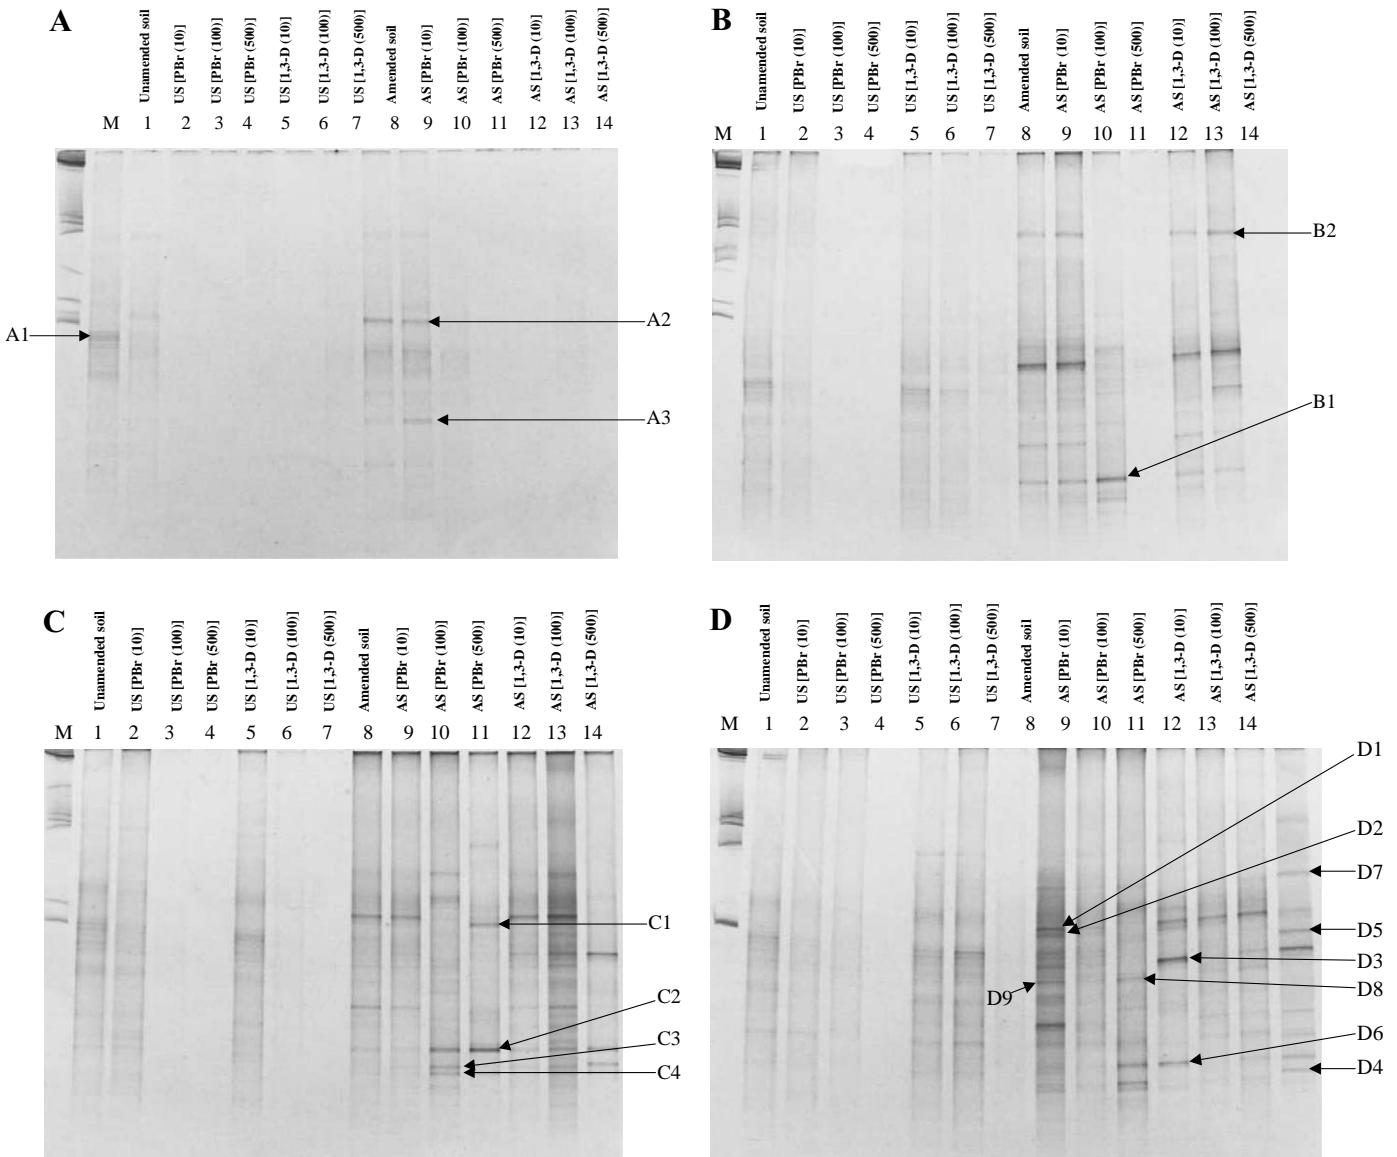 A
Unamended soil
US [PBr (10)]
US [PBr (100)]
US [PBr (500)]
US [1,3-D (10)]
US [1.3-D (100)]
US [1,3-D (500)]
Amended soil
AS [PBr (10)]
AS [PBr (100)]
AS [PBr (500)]
AS [1,3-D (10)]
AS [1,3-D (100)]
AS [1,3-D (500)]
M 1 2 3 4 5 6 7 8 9 10 11 12 13 14
A1
A2
A3
B
Unamended soil
US [PBr (10)]
US [PBr (100)]
US [PBr (500)]
US [1,3-D (10)]
US [1.3-D (100)]
US [1,3-D (500)]
Amended soil
AS [PBr (10)]
AS [PBr (100)]
AS [PBr (500)]
AS [1,3-D (10)]
AS [1,3-D (100)]
AS [1,3-D (500)]
M 1 2 3 4 5 6 7 8 9 10 11 12 13 14
B2
B1
C
Unamended soil
US [PBr (10)]
US [PBr (100)]
US [PBr (500)]
US [1,3-D (10)]
US [1.3-D (100)]
US [1,3-D (500)]
Amended soil
AS [PBr (10)]
AS [PBr (100)]
AS [PBr (500)]
AS [1,3-D (10)]
AS [1,3-D (100)]
AS [1,3-D (500)]
M 1 2 3 4 5 6 7 8 9 10 11 12 13 14
C1
C2
C3
C4
D
Unamended soil
US [PBr (10)]
US [PBr (100)]
US [PBr (500)]
US [1,3-D (10)]
US [1.3-D (100)]
US [1,3-D (500)]
Amended soil
AS [PBr (10)]
AS [PBr (100)]
AS [PBr (500)]
AS [1,3-D (10)]
AS [1,3-D (100)]
AS [1,3-D (500)]
M 1 2 3 4 5 6 7 8 9 10 11 12 13 14
D1
D2
D7
D5
D3
D8
D9
D6
D4